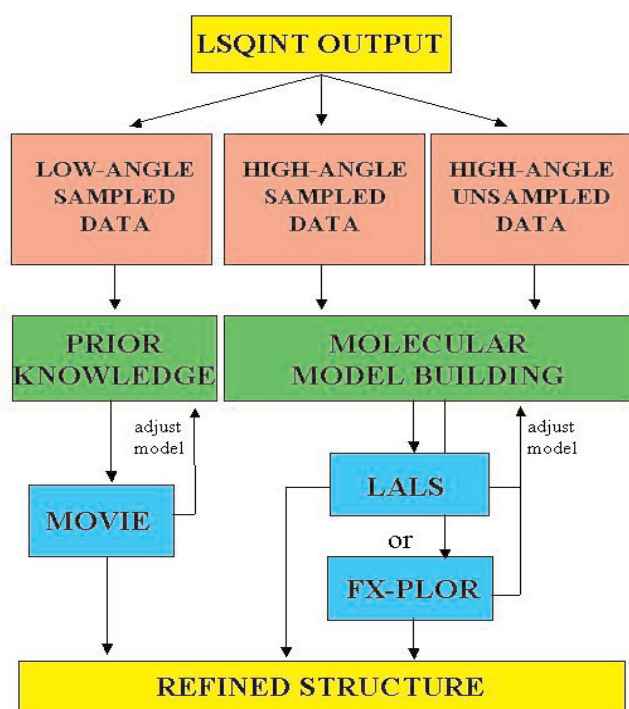 LSQINT OUTPUT
LOW-ANGLE
SAMPLED
DATA
HIGH-ANGLE
SAMPLED
DATA
HIGH-ANGLE
UNSAMPLED
DATA
PRIOR
KNOWLEDGE
MOLECULAR
MODEL BUILDING
adjust
model
adjust
model
MOVIE
LALS
or
FX-PLOR
REFINED STRUCTURE